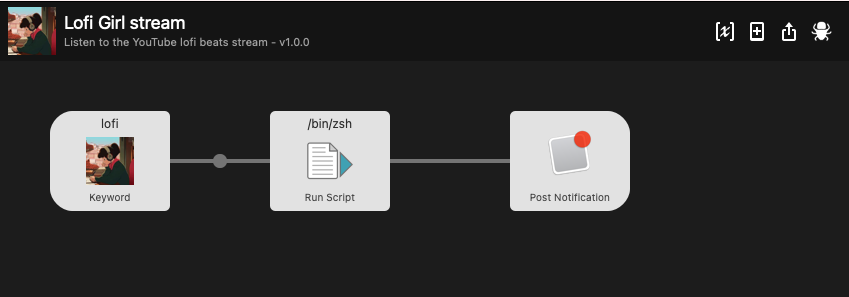 Lofi Girl stream
Listen to the YouTube lofi beats stream - v1.0.0
[x]
lofi
Keyword
/bin/zsh
Run Script
Post Notification